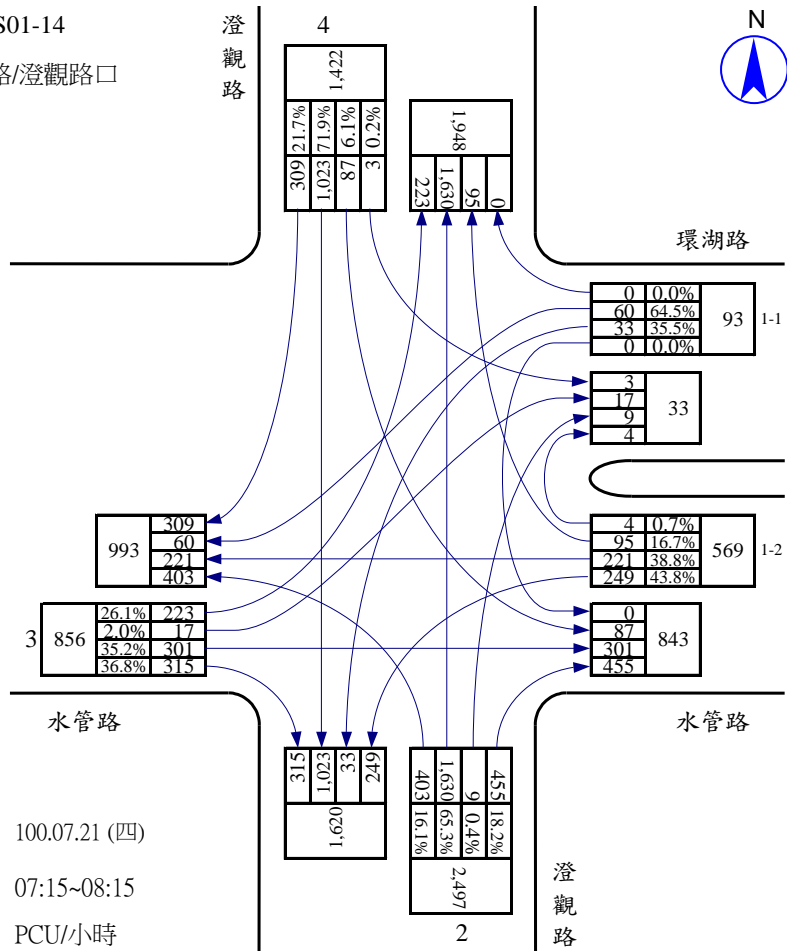 S01-14
路/澄觀路口
澄觀路
4
N
1,422
21.7% 71.9% 6.1% 0.2%
309 1,023 87 3
1,948
223 1,630 95 0
環湖路
0 0.0%
60 64.5%
33 35.5%
0 0.0%
93
1-1
3
17
9
4
33
993
309
60
221
403
4 0.7%
95 16.7%
221 38.8%
249 43.8%
569
1-2
3
856
26.1% 223
2.0% 17
35.2% 301
36.8% 315
0
87
301
455
843
水管路
水管路
315 1,023 33 249
1,620
403 1,630 9 455
16.1% 65.3% 0.4% 18.2%
2,497
2
澄觀路
100.07.21 (四)
07:15~08:15
PCU/小時